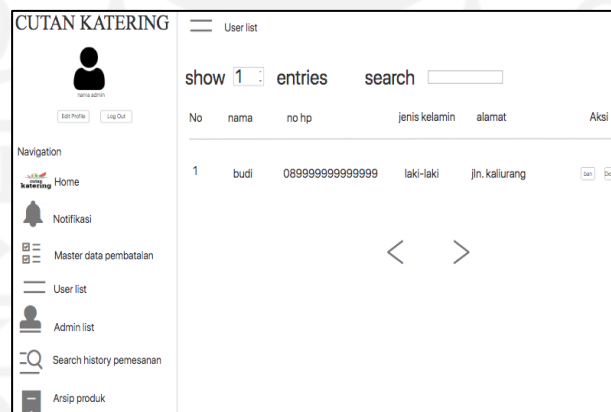 CUTAN KATERING
nama admin
Edit Profile Log Out
Navigation
Home
Notifikasi
Master data pembatalan
User list
Admin list
Search history pemesanan
Arsip produk
User list
show 1 entries search
No nama no hp jenis kelamin alamat Aksi
1 budi 089999999999999 laki-laki jln. kaliurang ban